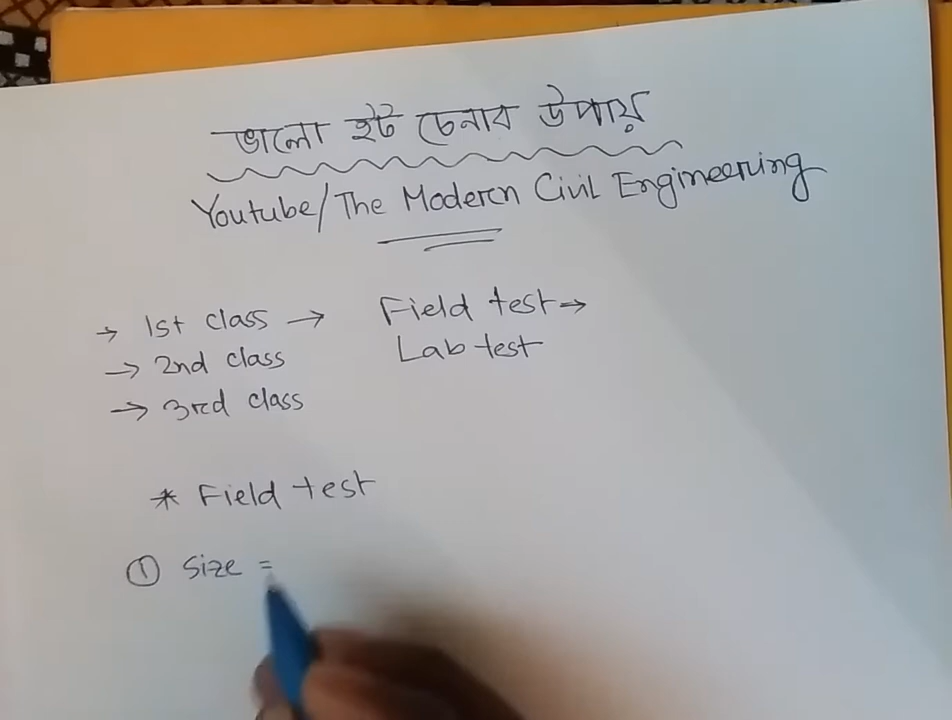 ভালো ইট চেনার উপায়
Youtube/The Modern Civil Engineering
→ 1st class → Field test →
→ 2nd class Lab test
→ 3rd class
* Field test
① Size =